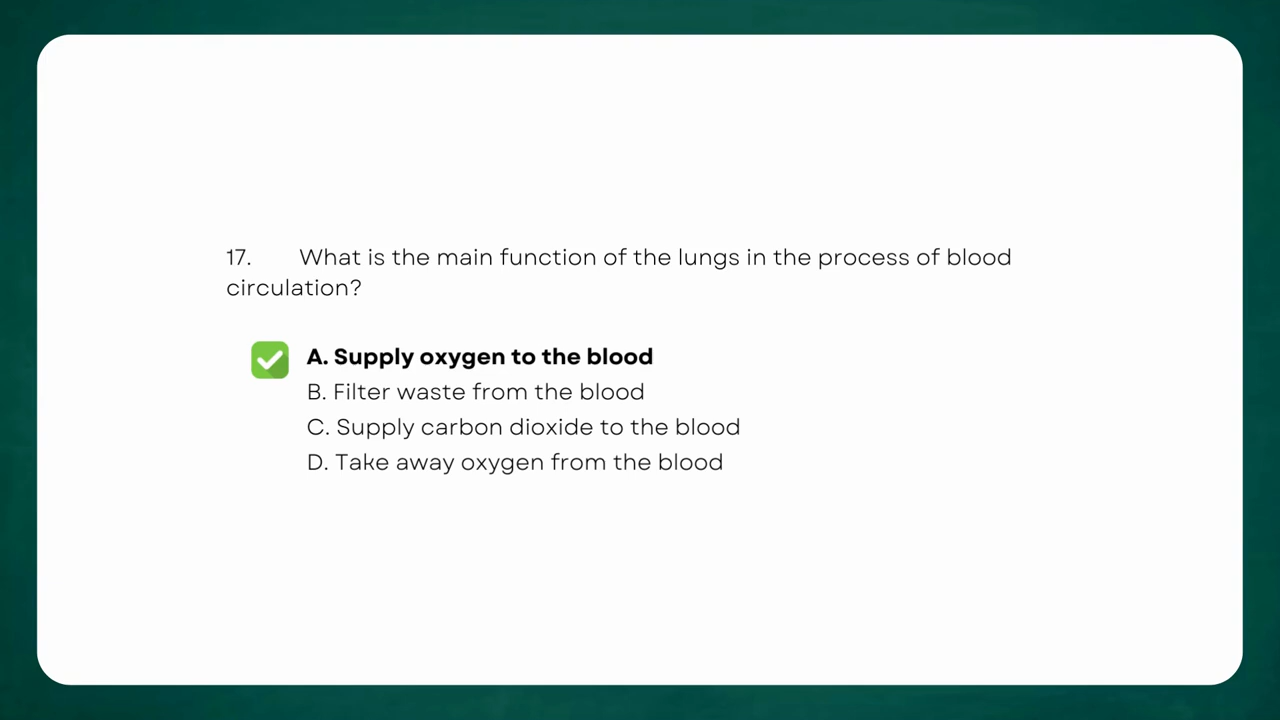 17. What is the main function of the lungs in the process of blood
circulation?
A. Supply oxygen to the blood
B. Filter waste from the blood
C. Supply carbon dioxide to the blood
D. Take away oxygen from the blood